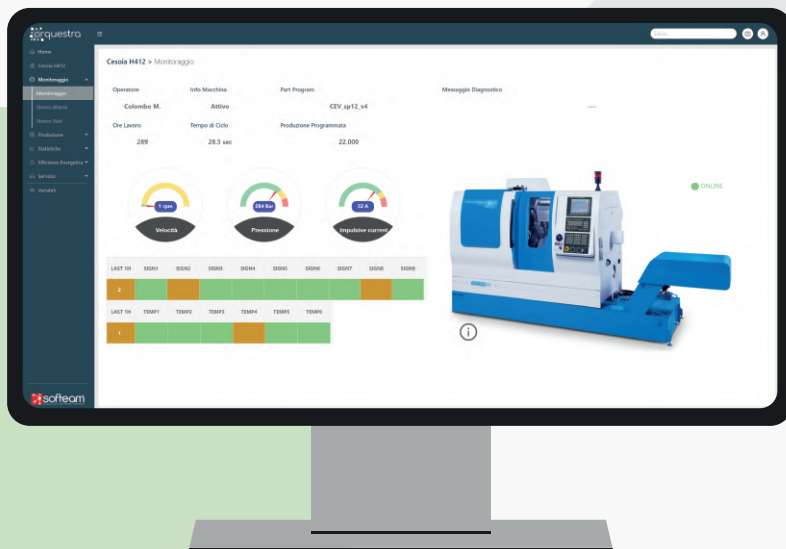 orquestra
Cerca
Home
Cesoia H412
Monitoraggio
Monitoraggio
Storico Allarmi
Storico Stati
Produzione
Statistiche
Efficienza Energetica
Servizio
Variabili
softeam
Cesoia H412 > Monitoraggio
Operatore Info Macchina Part Program Messaggio Diagnostico
Colombo M. Attivo CEV_sp12_v4 ---
Ore Lavoro Tempo di Ciclo Produzione Programmata
289 28.5 sec 22.000
1 rpm 204 Bar 32 A
Velocità Pressione Impulsive current
ONLINE
LAST 1H SIGN1 SIGN2 SIGN3 SIGN4 SIGN5 SIGN6 SIGN7 SIGN8 SIGN9
2
LAST 1H TEMP1 TEMP2 TEMP3 TEMP4 TEMP5 TEMP6
1